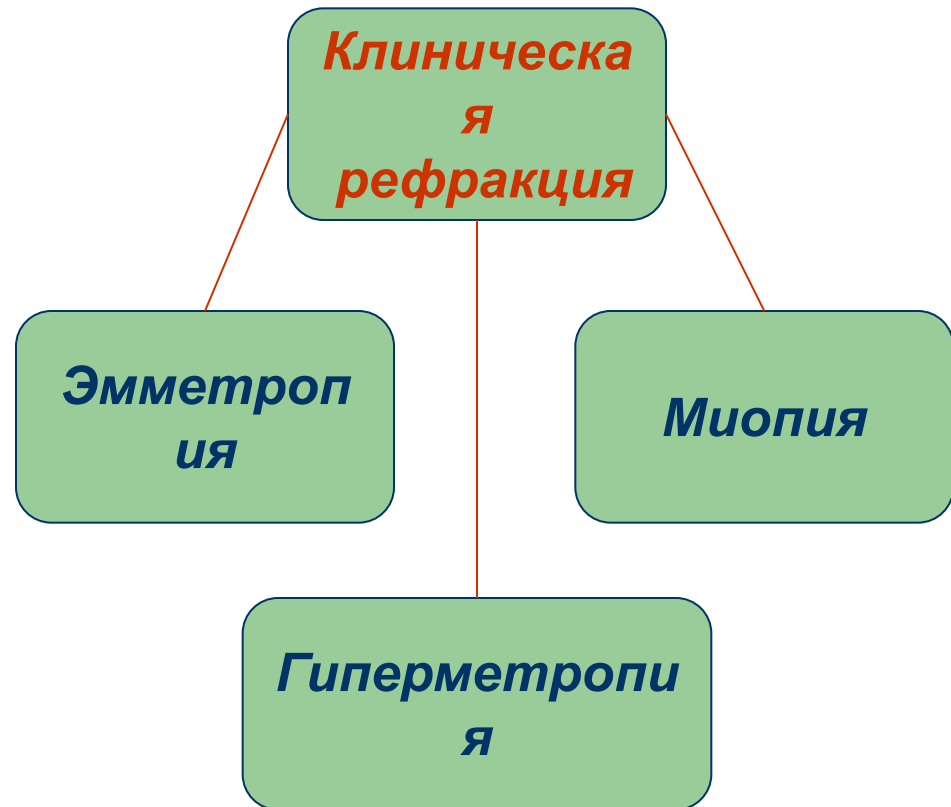 Клиническа
я
рефракция
Эмметроп
ия
Миопия
Гиперметропи
я